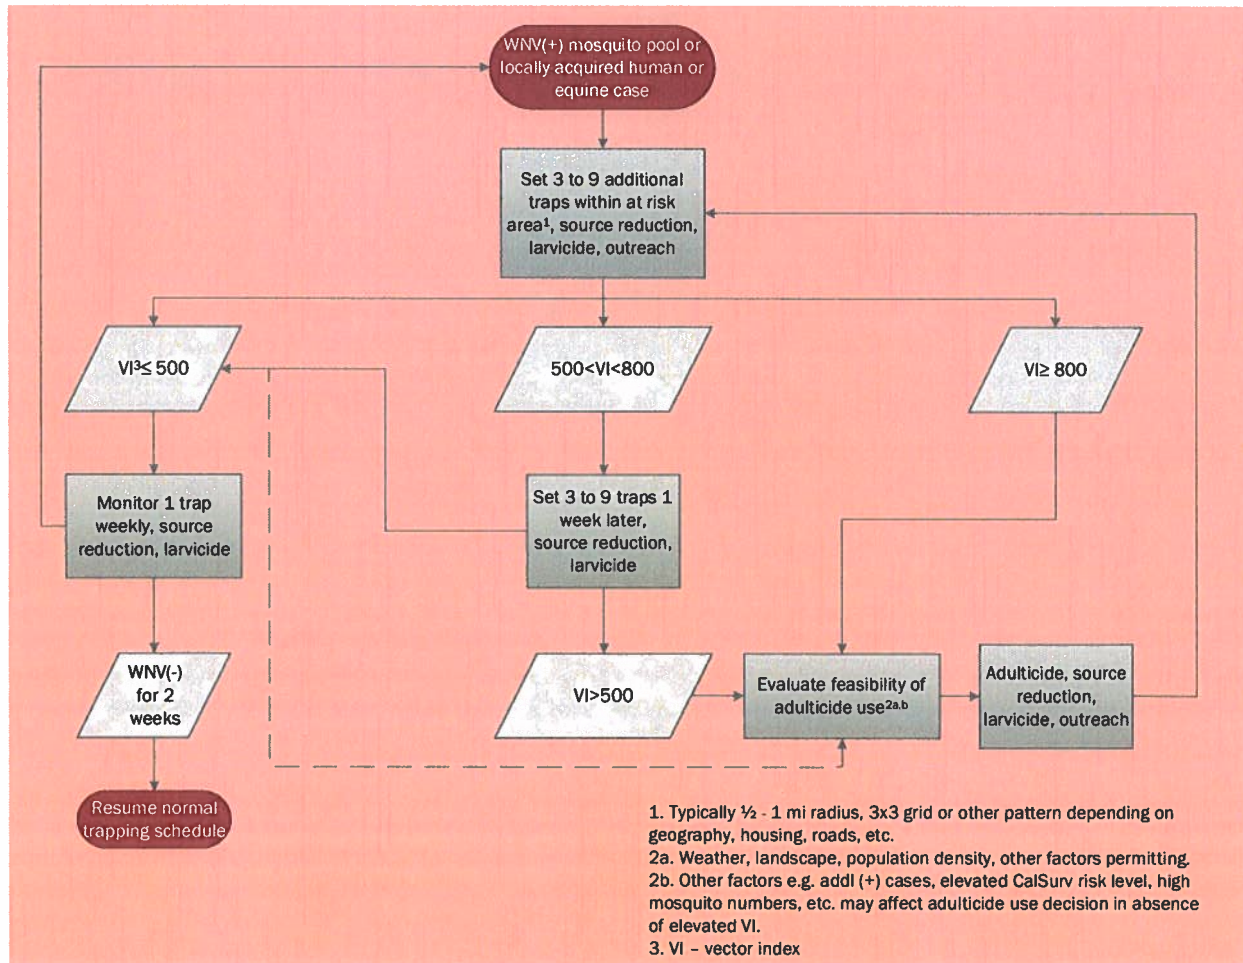 WNV(+) mosquito pool or
locally acquired human or
equine case
Set 3 to 9 additional
traps within at risk
area¹, source reduction,
larvicide, outreach
VI³≤ 500
500<VI<800
VI≥ 800
Monitor 1 trap
weekly, source
reduction, larvicide
Set 3 to 9 traps 1
week later,
source reduction,
larvicide
WNV(-)
for 2
weeks
VI>500
Evaluate feasibility of
adulticide use²ᵃ·ᵇ
Adulticide, source
reduction,
larvicide, outreach
Resume normal
trapping schedule
1. Typically ½ - 1 mi radius, 3x3 grid or other pattern depending on
geography, housing, roads, etc.
2a. Weather, landscape, population density, other factors permitting.
2b. Other factors e.g. addl (+) cases, elevated CalSurv risk level, high
mosquito numbers, etc. may affect adulticide use decision in absence
of elevated VI.
3. VI – vector index